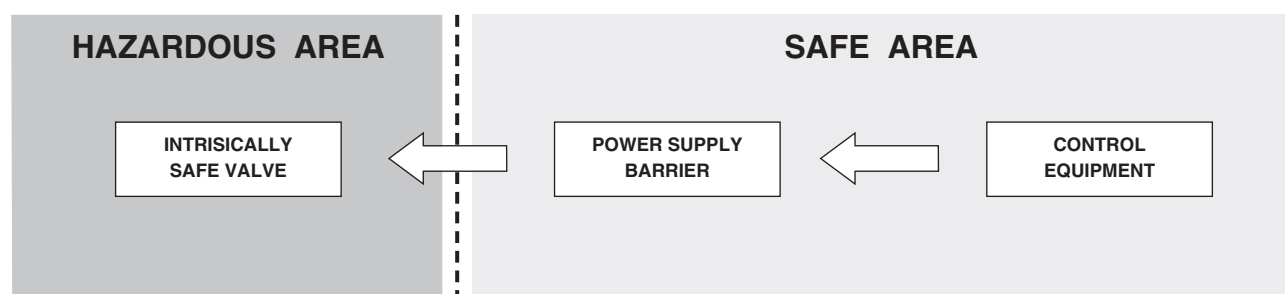 HAZARDOUS AREA
SAFE AREA
INTRISICALLY
SAFE VALVE
POWER SUPPLY
BARRIER
CONTROL
EQUIPMENT